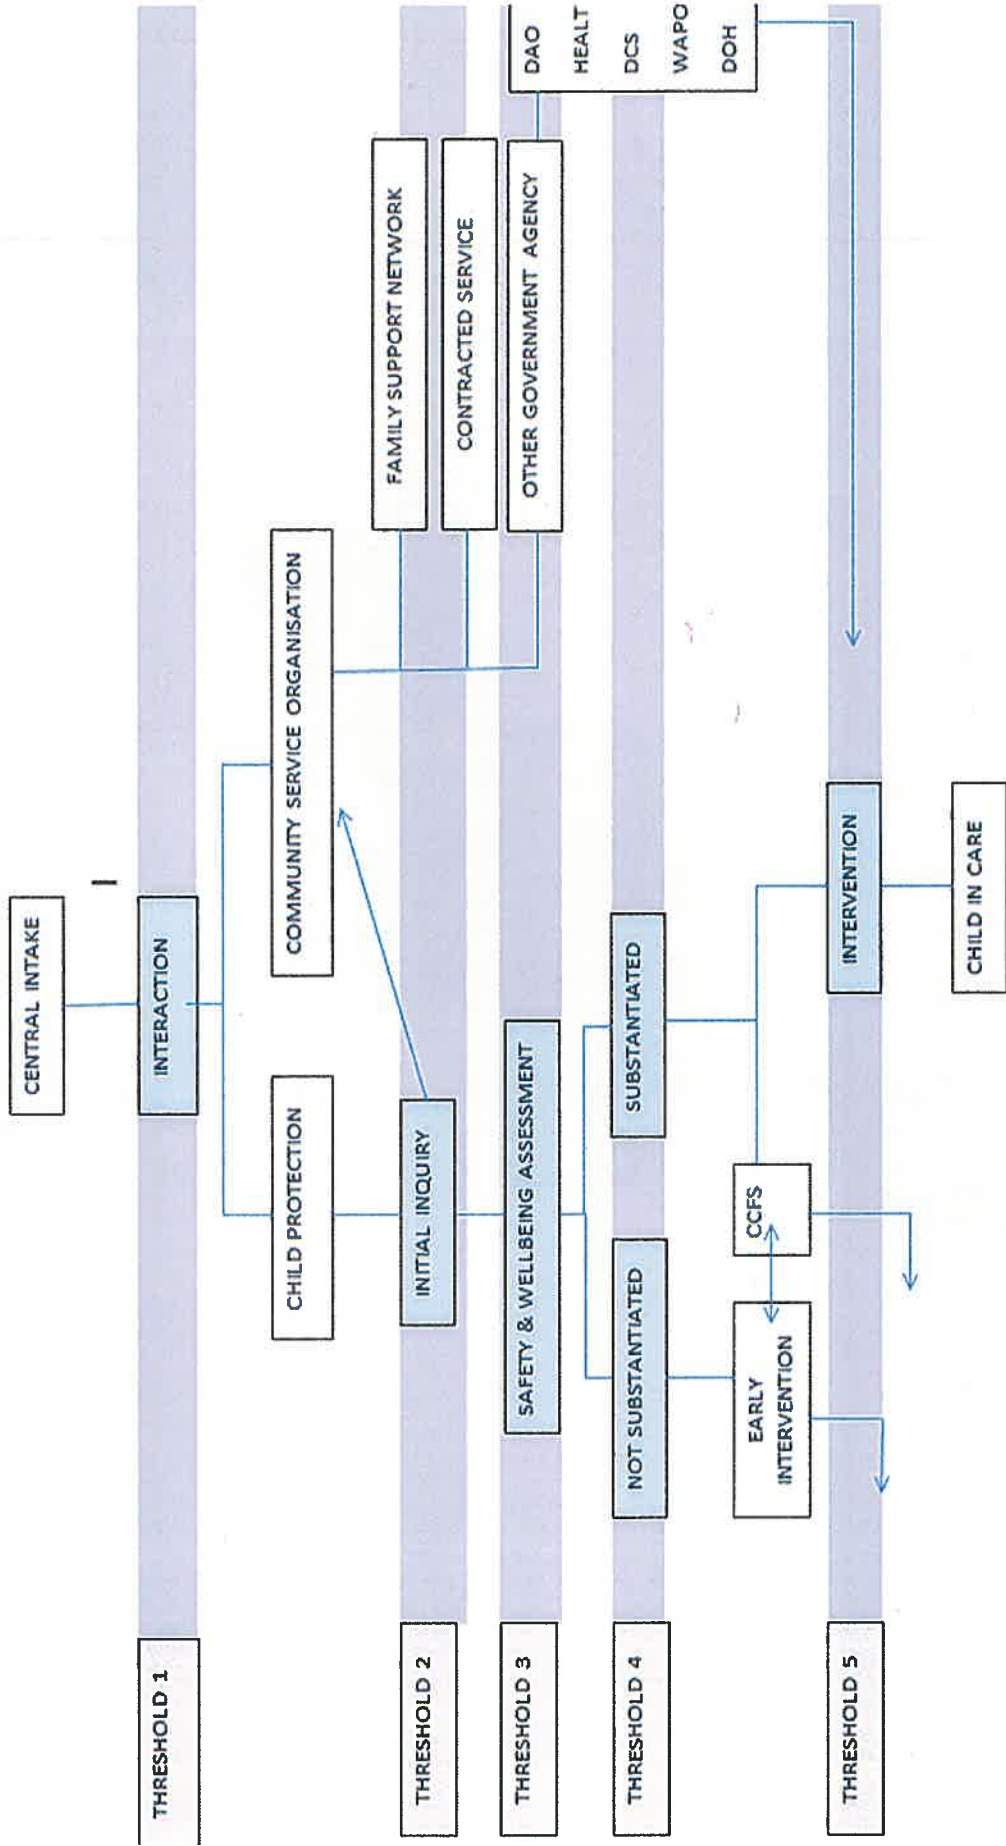 CENTRAL INTAKE
THRESHOLD 1
INTERACTION
CHILD PROTECTION
COMMUNITY SERVICE ORGANISATION
THRESHOLD 2
INITIAL INQUIRY
FAMILY SUPPORT NETWORK
CONTRACTED SERVICE
THRESHOLD 3
SAFETY & WELLBEING ASSESSMENT
OTHER GOVERNMENT AGENCY
DAO
HEALT
DCS
WAPO
DOH
THRESHOLD 4
NOT SUBSTANTIATED
SUBSTANTIATED
EARLY
INTERVENTION
CCFS
THRESHOLD 5
INTERVENTION
CHILD IN CARE